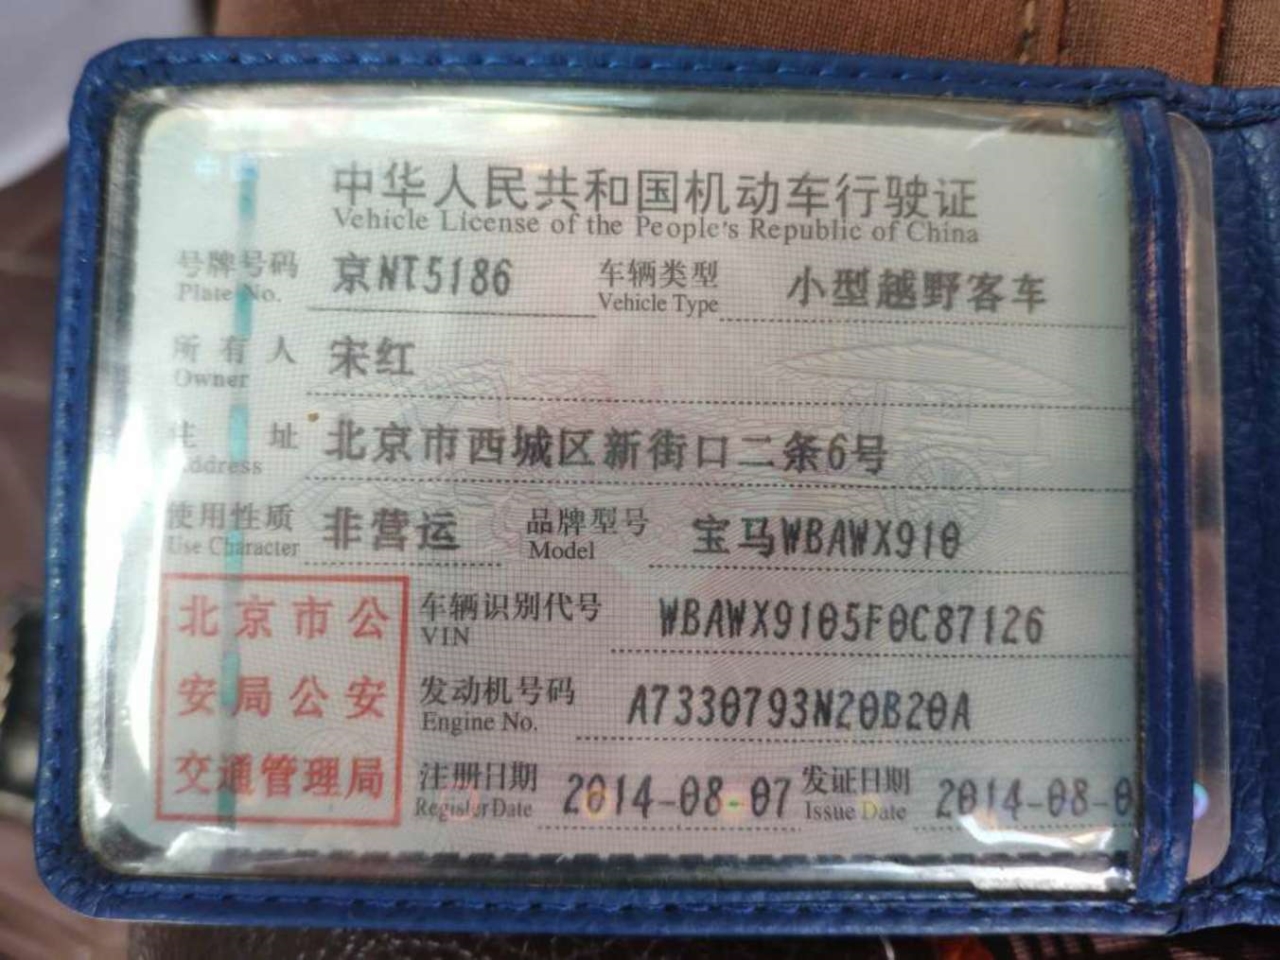 中华人民共和国机动车行驶证
Vehicle License of the People's Republic of China
号牌号码 京NT5186 车辆类型 小型越野客车
Plate No. Vehicle Type
所有人 宋红
Owner
住址 北京市西城区新街口二条6号
Address
使用性质 非营运 品牌型号 宝马WBAWX910
Use Character Model
北京市公
安局公安
交通管理局
车辆识别代号 WBAWX9105F0C87126
VIN
发动机号码 A7330793N20B20A
Engine No.
注册日期 2014-08-07 发证日期 2014-08-0
Register Date Issue Date